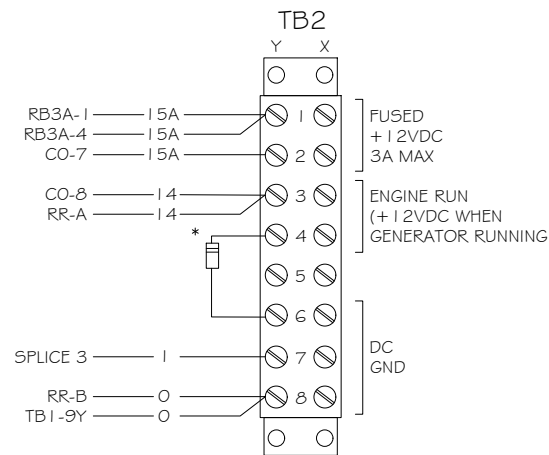 TB2
Y X
RB3A-1 15A
RB3A-4 15A
CO-7 15A
CO-8 14
RR-A 14
*
SPLICE 3 1
RR-B 0
TB1-9Y 0
1
2
3
4
5
6
7
8
FUSED
+12VDC
3A MAX
ENGINE RUN
(+12VDC WHEN
GENERATOR RUNNING
DC
GND